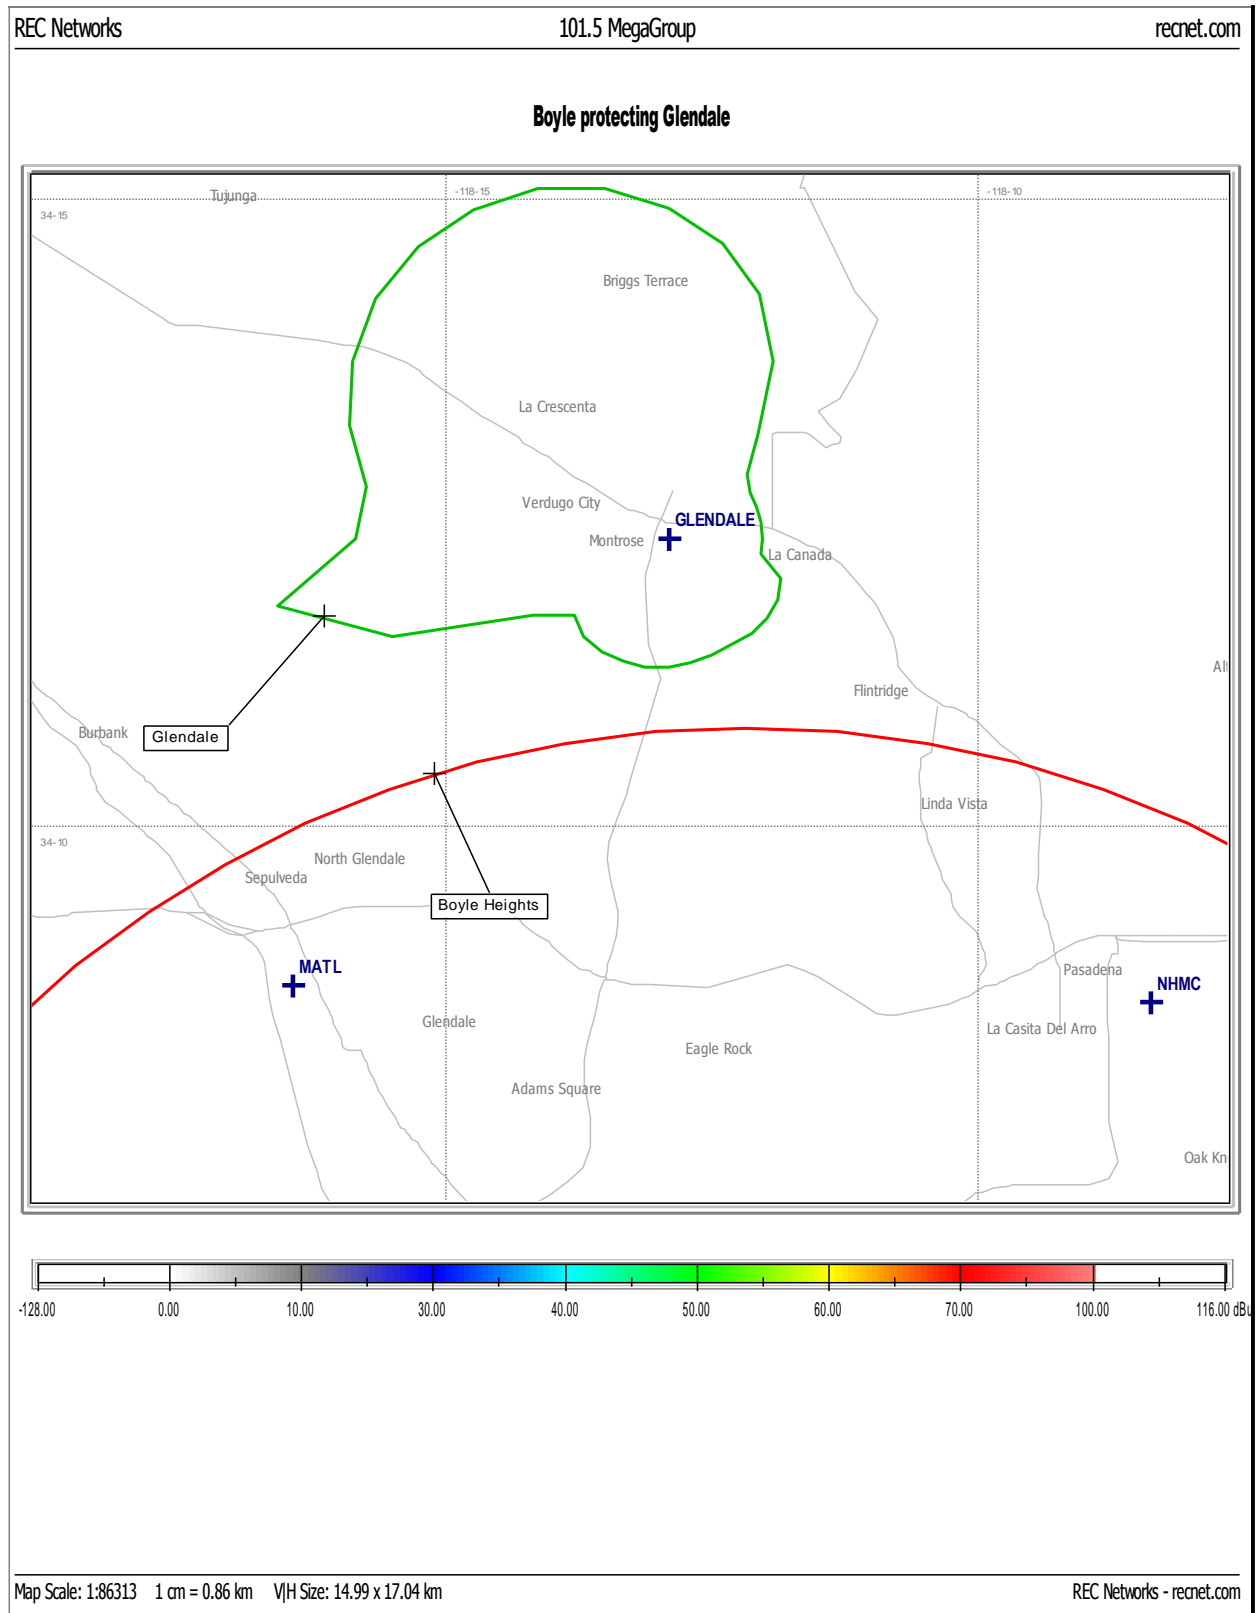 REC Networks 101.5 MegaGroup recnet.com
Boyle protecting Glendale
Tujunga -118-15 -118-10
34-15
Briggs Terrace
La Crescenta
Verdugo City
GLENDALE
Montrose
La Canada
Alt
Flintridge
Burbank Glendale
Linda Vista
34-10
North Glendale
Sepulveda
Boyle Heights
MATL Pasadena
NHMC
Glendale La Casita Del Arro
Eagle Rock
Adams Square
Oak Kn
-128.00 0.00 10.00 30.00 40.00 50.00 60.00 70.00 100.00 116.00 dBu
Map Scale: 1:86313 1 cm = 0.86 km V|H Size: 14.99 x 17.04 km REC Networks - recnet.com